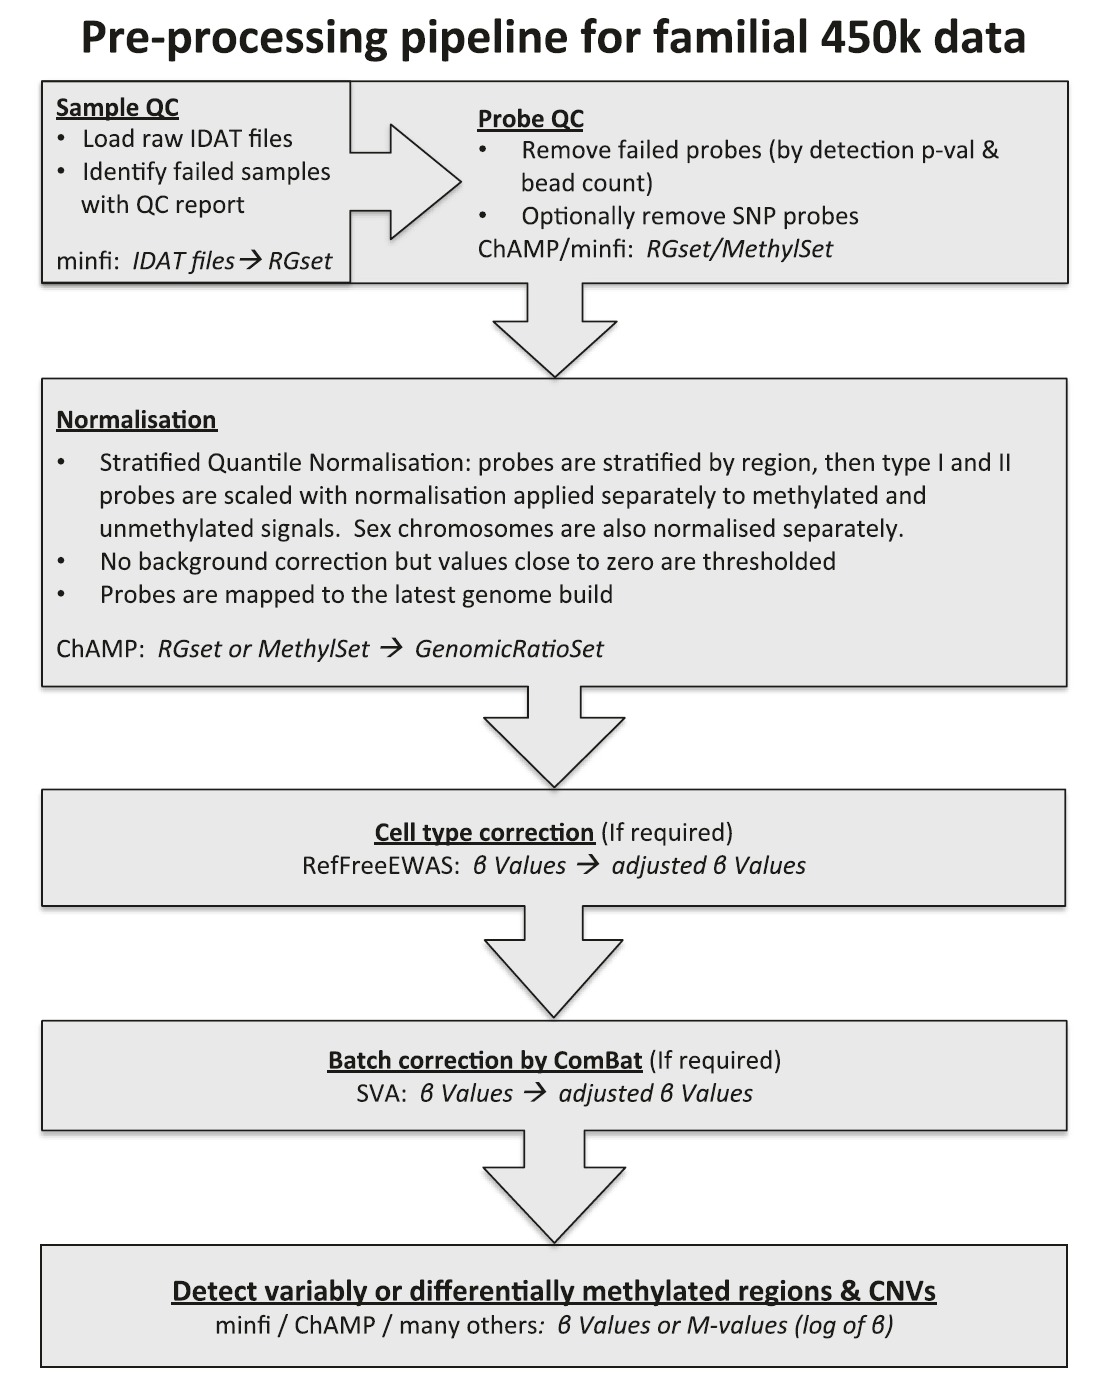 Pre-processing pipeline for familial 450k data
Sample QC
• Load raw IDAT files
• Identify failed samples
with QC report
minfi: IDAT files→ RGset
Probe QC
• Remove failed probes (by detection p-val &
bead count)
• Optionally remove SNP probes
ChAMP/minfi: RGset/MethylSet
Normalisation
• Stratified Quantile Normalisation: probes are stratified by region, then type I and II
probes are scaled with normalisation applied separately to methylated and
unmethylated signals. Sex chromosomes are also normalised separately.
• No background correction but values close to zero are thresholded
• Probes are mapped to the latest genome build
ChAMP: RGset or MethylSet → GenomicRatioSet
Cell type correction (If required)
RefFreeEWAS: β Values → adjusted β Values
Batch correction by ComBat (If required)
SVA: β Values → adjusted β Values
Detect variably or differentially methylated regions & CNVs
minfi / ChAMP / many others: β Values or M-values (log of β)